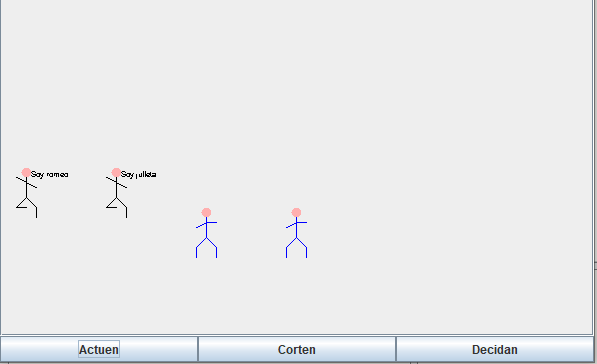 Soy romeo
Soy julieta
Actuen
Corten
Decidan